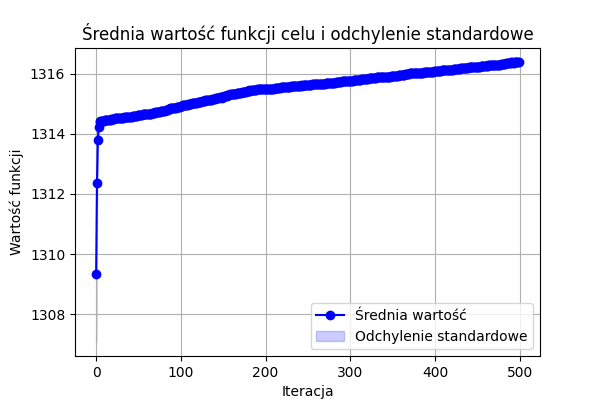 Średnia wartość funkcji celu i odchylenie standardowe
Wartość funkcji
1316
1314
1312
1310
1308
0 100 200 300 400 500
Iteracja
Średnia wartość
Odchylenie standardowe